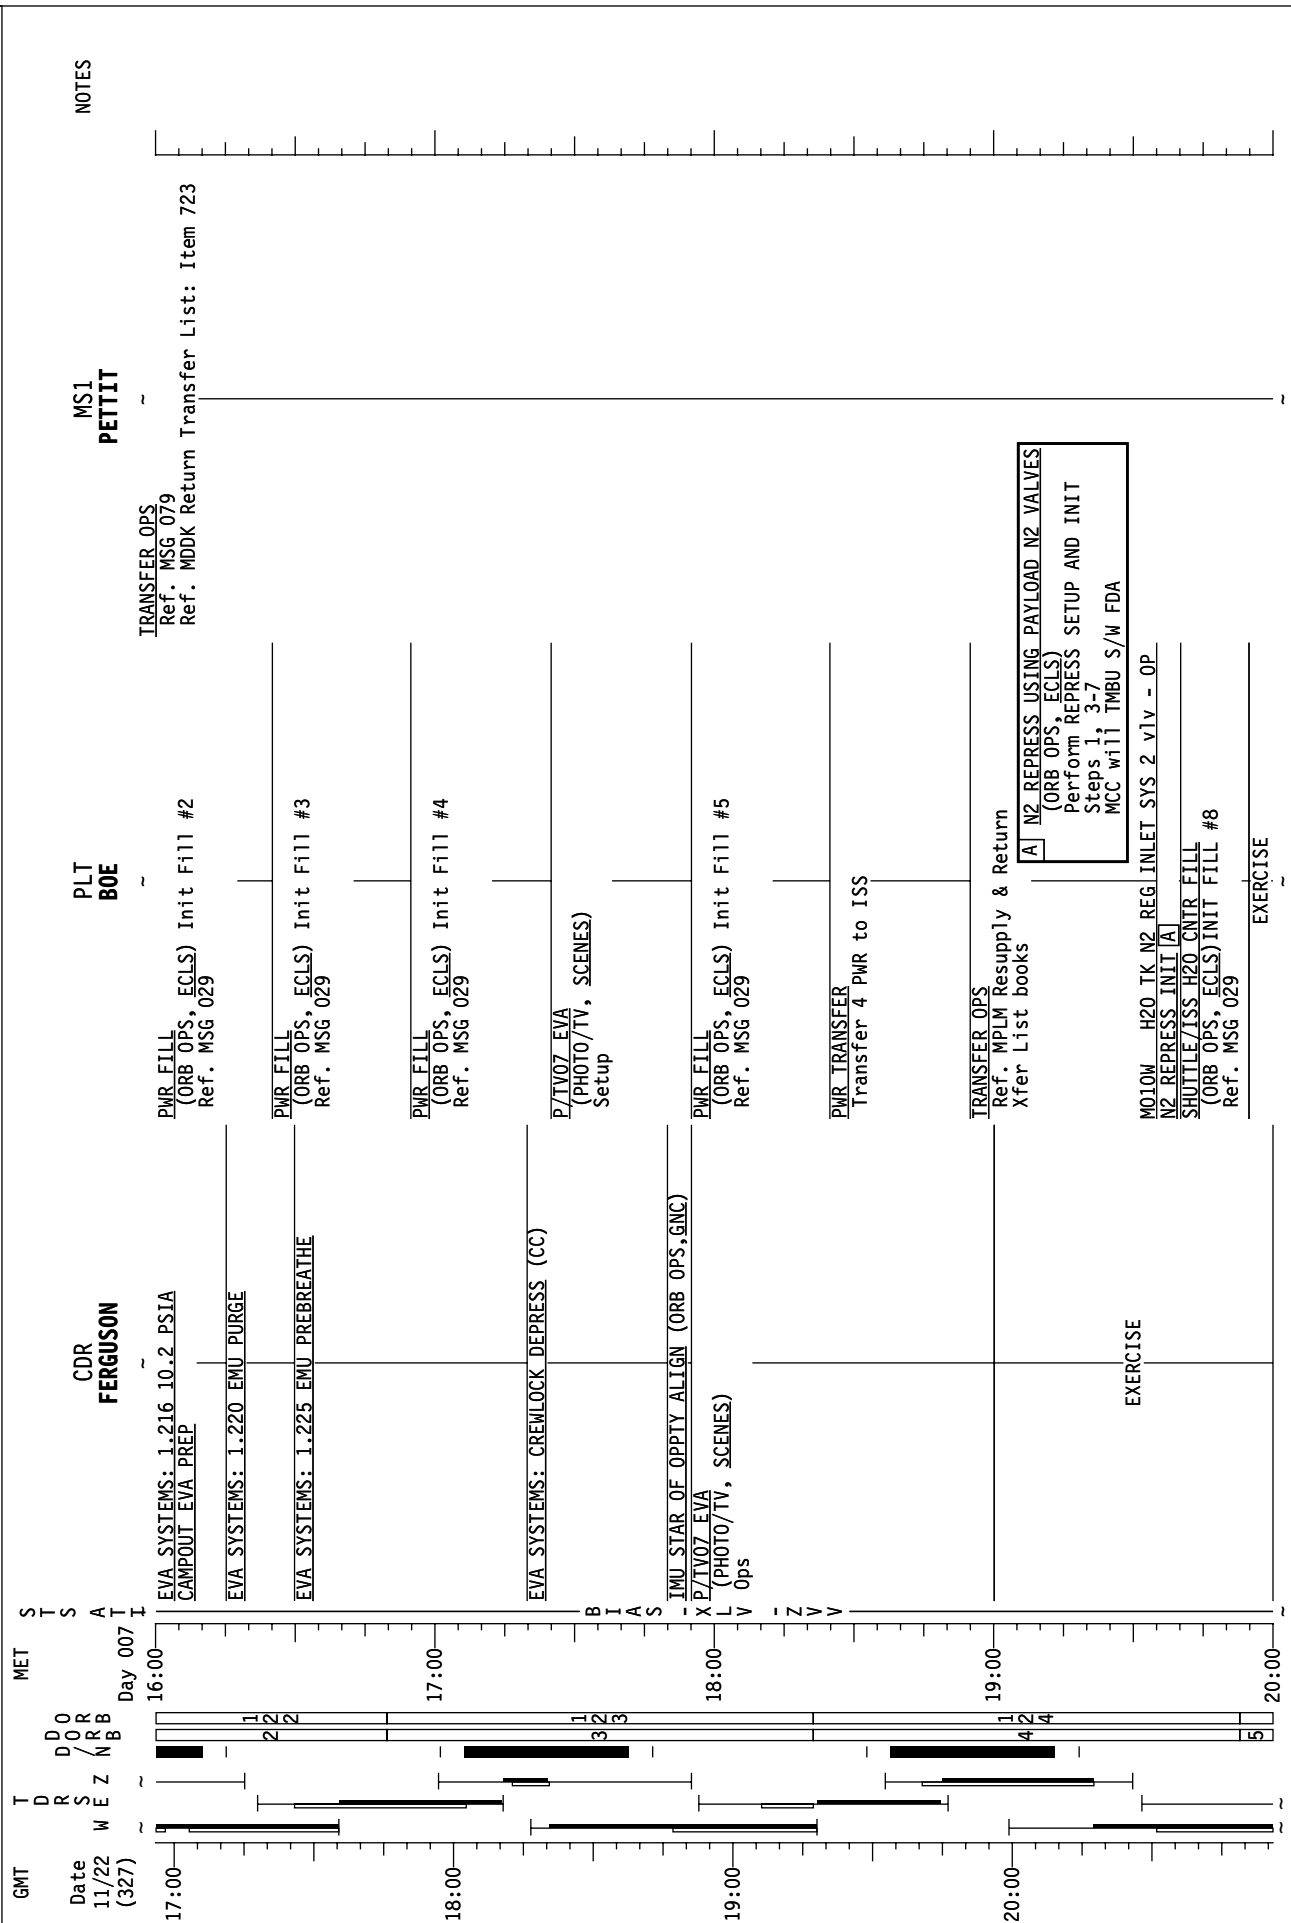 GMT
Date
11/22
(327)
17:00
18:00
19:00
20:00
T
D
R
S
W E Z
~ ~ ~
D D O
O O R
/ R B
N B
122
123
124
2
3
4
5
MET
Day 007
16:00
17:00
18:00
19:00
20:00
S
T
S
A
T
T
B
I
A
S
-
X
L
V
-
Z
V
V
~
CDR
FERGUSON
~
EVA SYSTEMS: 1.216 10.2 PSIA
CAMPOUT EVA PREP
EVA SYSTEMS: 1.220 EMU PURGE
EVA SYSTEMS: 1.225 EMU PREBREATHE
EVA SYSTEMS: CREWLOCK DEPRESS (CC)
IMU STAR OF OPPTY ALIGN (ORB OPS,GNC)
P/TV07 EVA
(PHOTO/TV, SCENES)
Ops
EXERCISE
PLT
BOE
~
PWR FILL
(ORB OPS, ECLS) Init Fill #2
Ref. MSG 029
PWR FILL
(ORB OPS, ECLS) Init Fill #3
Ref. MSG 029
PWR FILL
(ORB OPS, ECLS) Init Fill #4
Ref. MSG 029
P/TV07 EVA
(PHOTO/TV, SCENES)
Setup
PWR FILL
(ORB OPS, ECLS) Init Fill #5
Ref. MSG 029
PWR TRANSFER
Transfer 4 PWR to ISS
TRANSFER OPS
Ref. MPLM Resupply & Return
Xfer List books
MO10W H2O TK N2 REG INLET SYS 2 vlv - OP
N2 REPRESS INIT A
SHUTTLE/ISS H2O CNTR FILL
(ORB OPS, ECLS)INIT FILL #8
Ref. MSG 029
EXERCISE
~
A N2 REPRESS USING PAYLOAD N2 VALVES
(ORB OPS, ECLS)
Perform REPRESS SETUP AND INIT
Steps 1, 3-7
MCC will TMBU S/W FDA
MS1
PETTIT
~
TRANSFER OPS
Ref. MSG 079
Ref. MDDK Return Transfer List: Item 723
~
NOTES